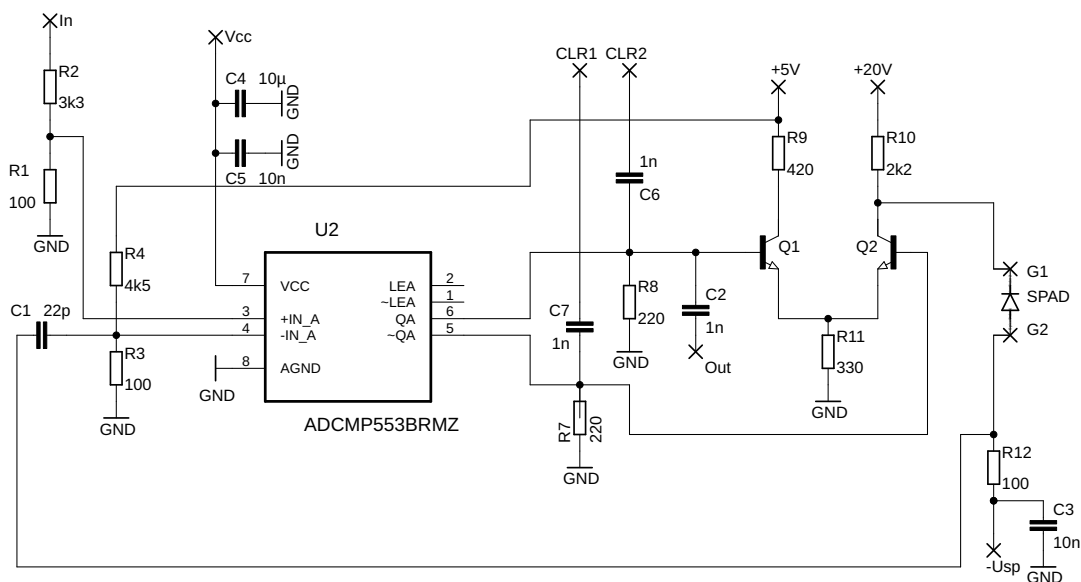 In
Vcc
CLR1 CLR2
+5V
+20V
R2
3k3
C4 10µ
GND
R9
420
R10
2k2
R1
100
GND
C5 10n
GND
1n
C6
U2
R4
4k5
Q1
Q2
7 VCC
LEA 2
~LEA 1
3 +IN_A
QA 6
4 -IN_A
~QA 5
8 AGND
GND
ADCMP553BRMZ
C1 22p
R3
100
GND
C7
1n
R8
220
GND
C2
1n
Out
R11
330
GND
G1
SPAD
G2
R7
220
GND
R12
100
C3
10n
-Usp
GND